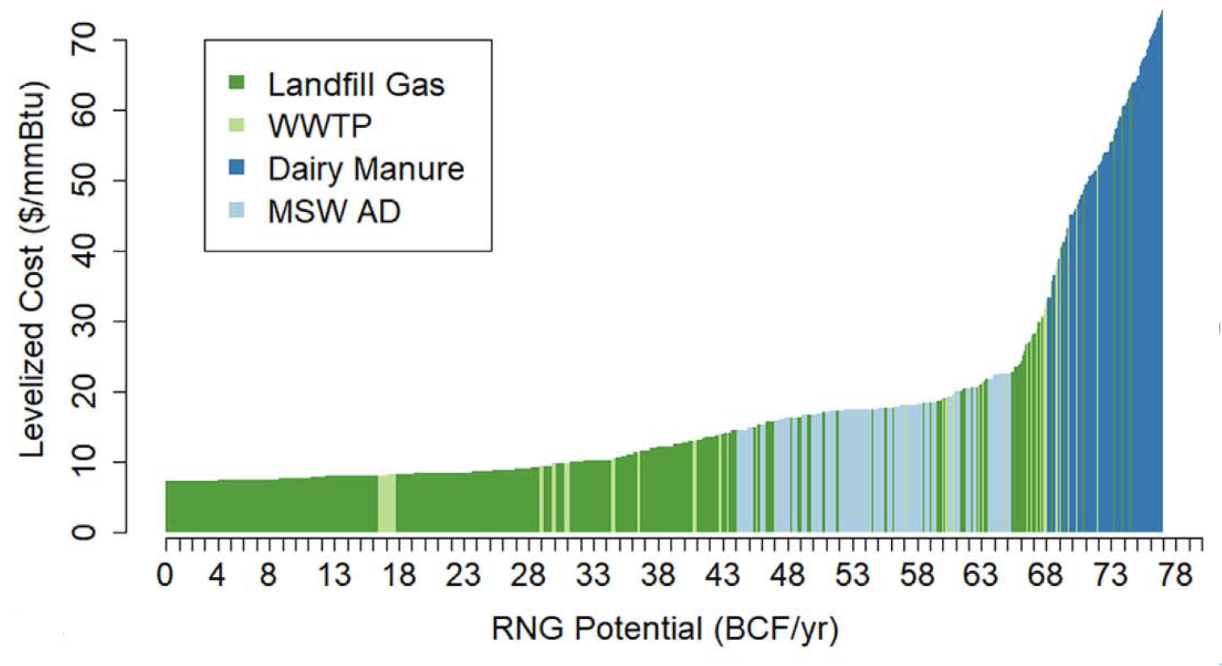 Levelized Cost ($/mmBtu)
70
60
50
40
30
20
10
0
Landfill Gas
WWTP
Dairy Manure
MSW AD
0 4 8 13 18 23 28 33 38 43 48 53 58 63 68 73 78
RNG Potential (BCF/yr)